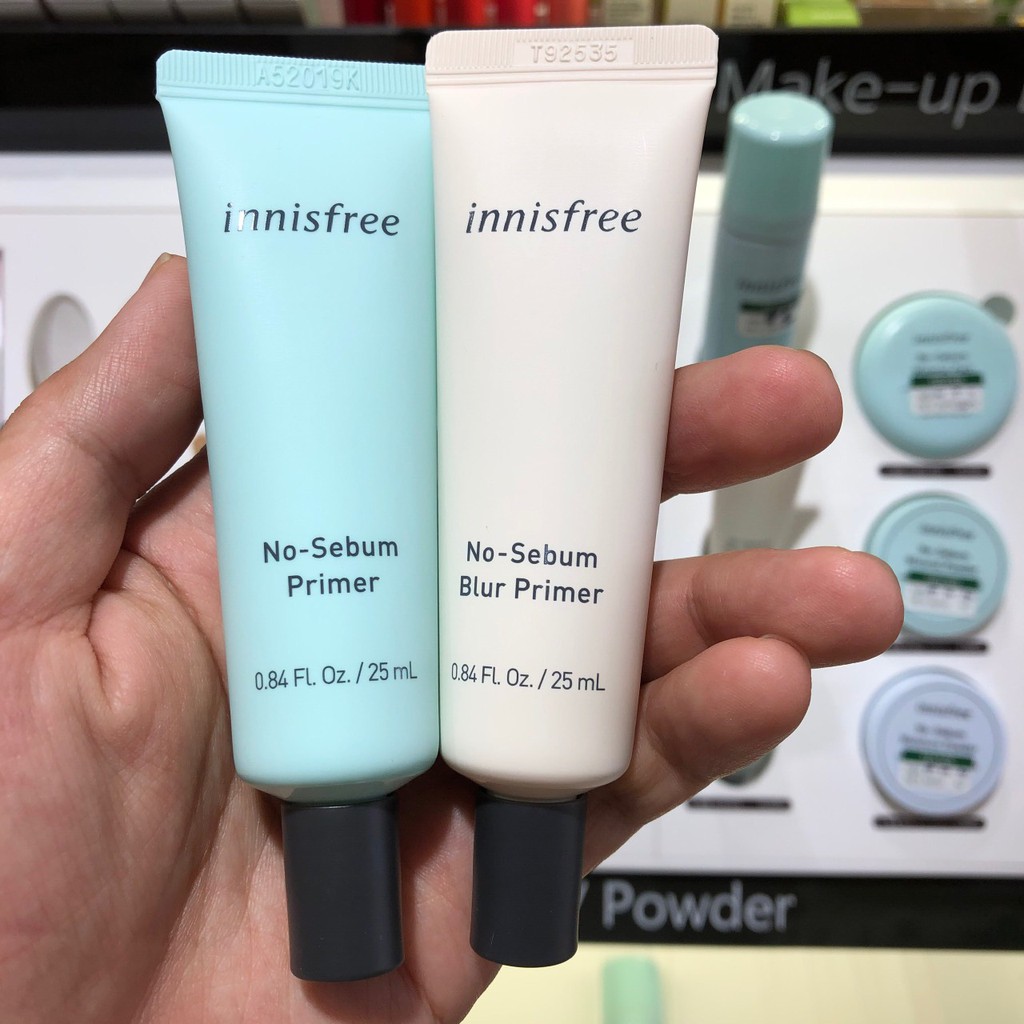 A52019K
innisfree
No-Sebum
Primer
0.84 Fl. Oz. / 25 mL
T92535
innisfree
No-Sebum
Blur Primer
0.84 Fl. Oz. / 25 mL
Make-up
Powder